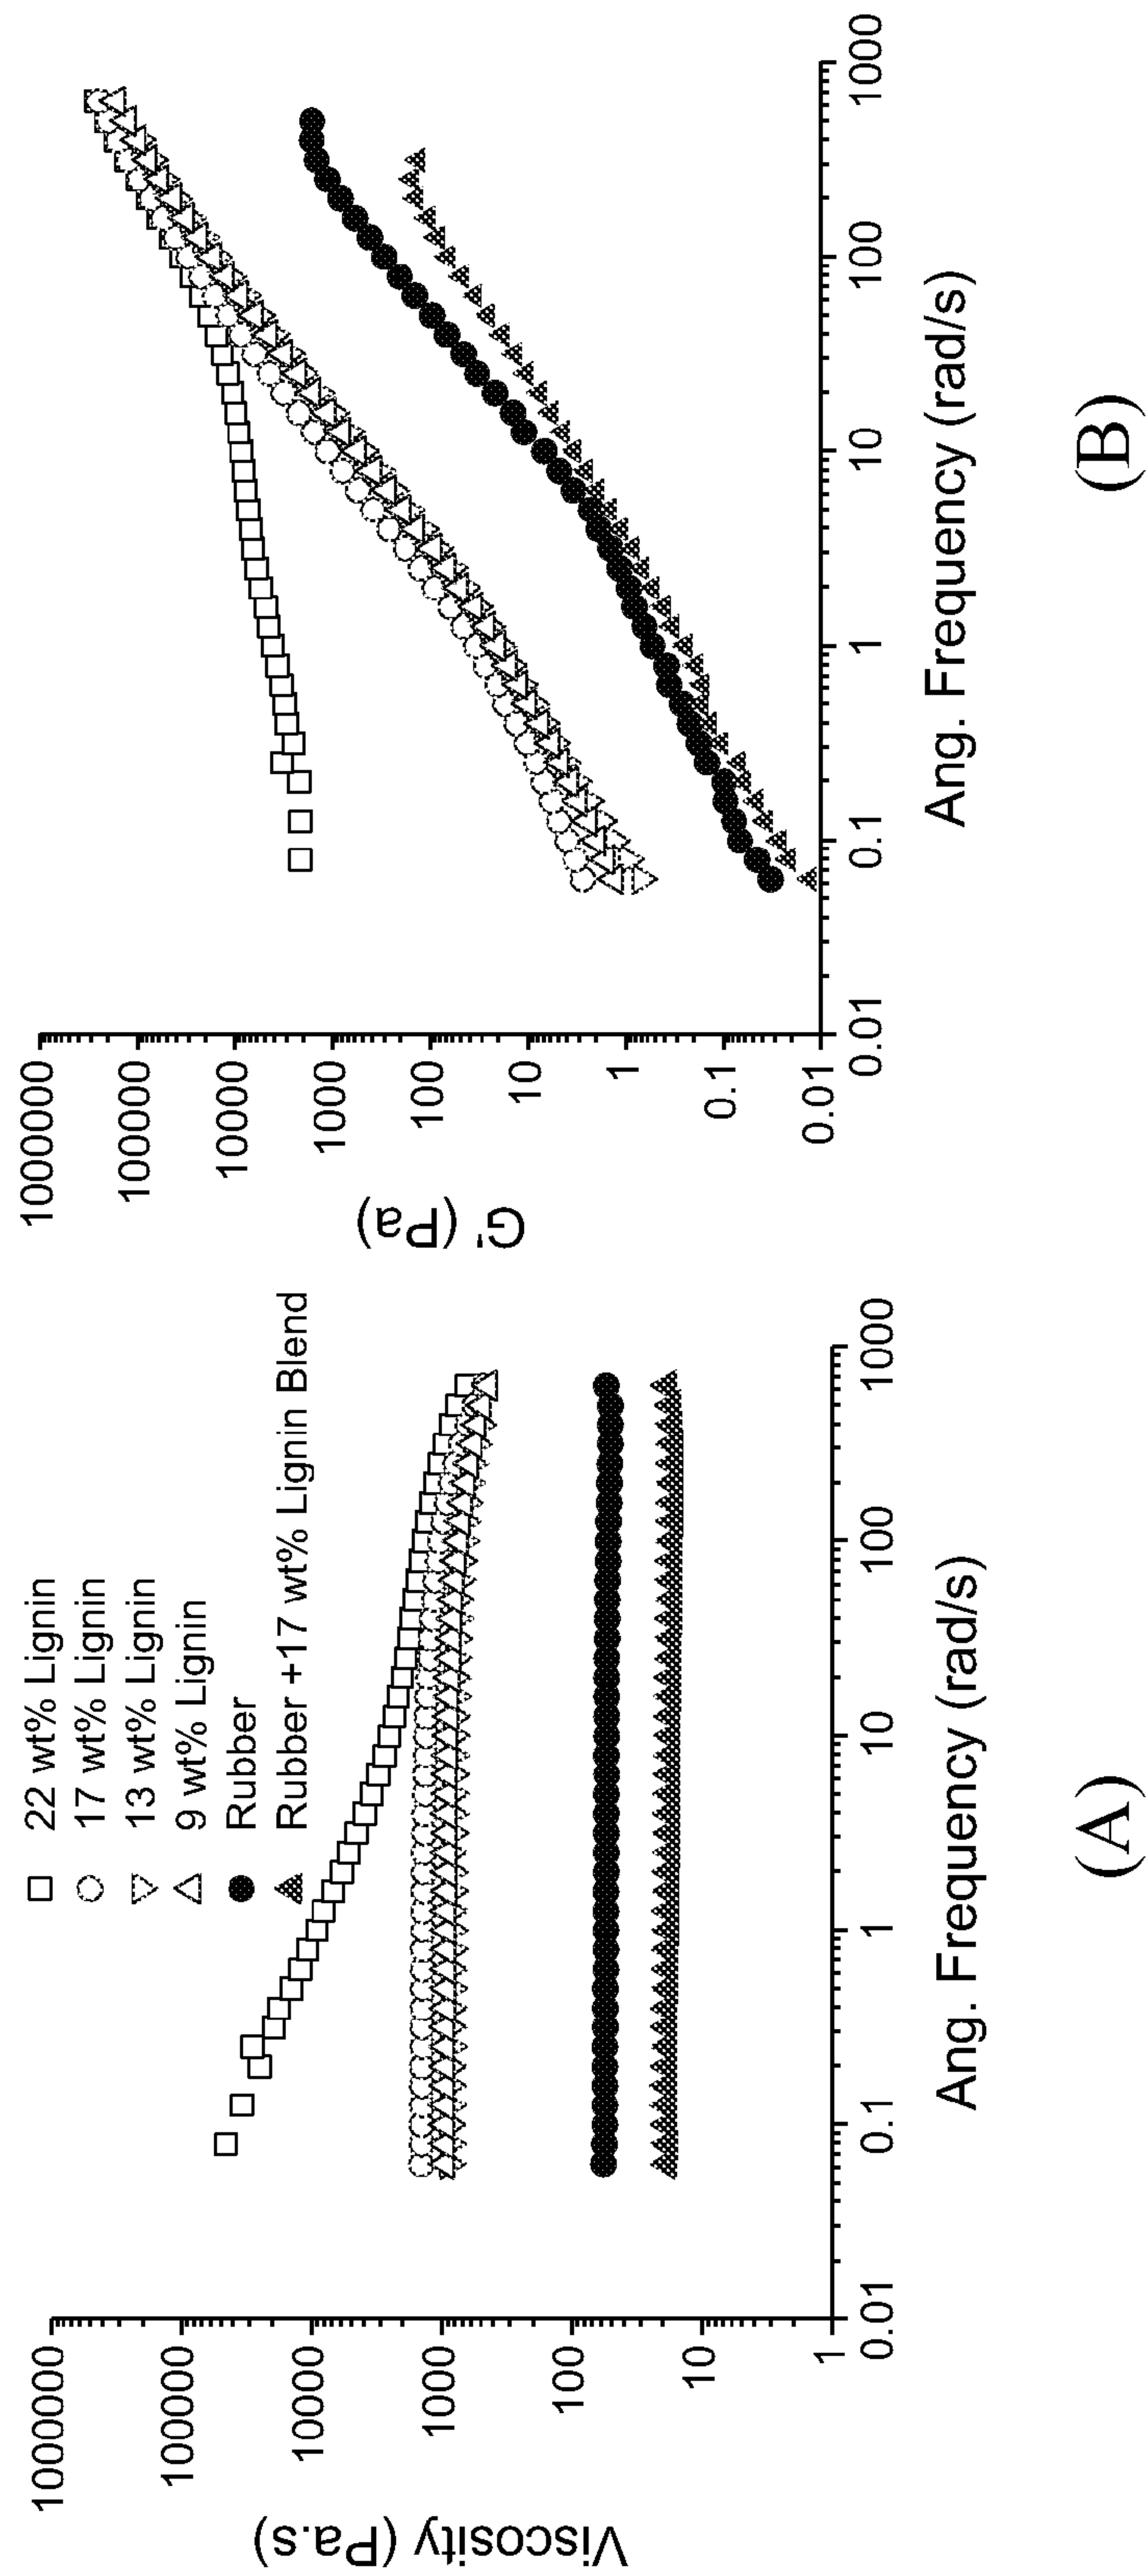 1000000
100000
10000
1000
100
10
1
Viscosity (Pa.s)
0.01
0.1
1
10
100
1000
Ang. Frequency (rad/s)
22 wt% Lignin
17 wt% Lignin
13 wt% Lignin
9 wt% Lignin
Rubber
Rubber +17 wt% Lignin Blend
(A)
1000000
100000
10000
1000
100
10
1
0.1
0.01
G' (Pa)
0.01
0.1
1
10
100
1000
Ang. Frequency (rad/s)
(B)